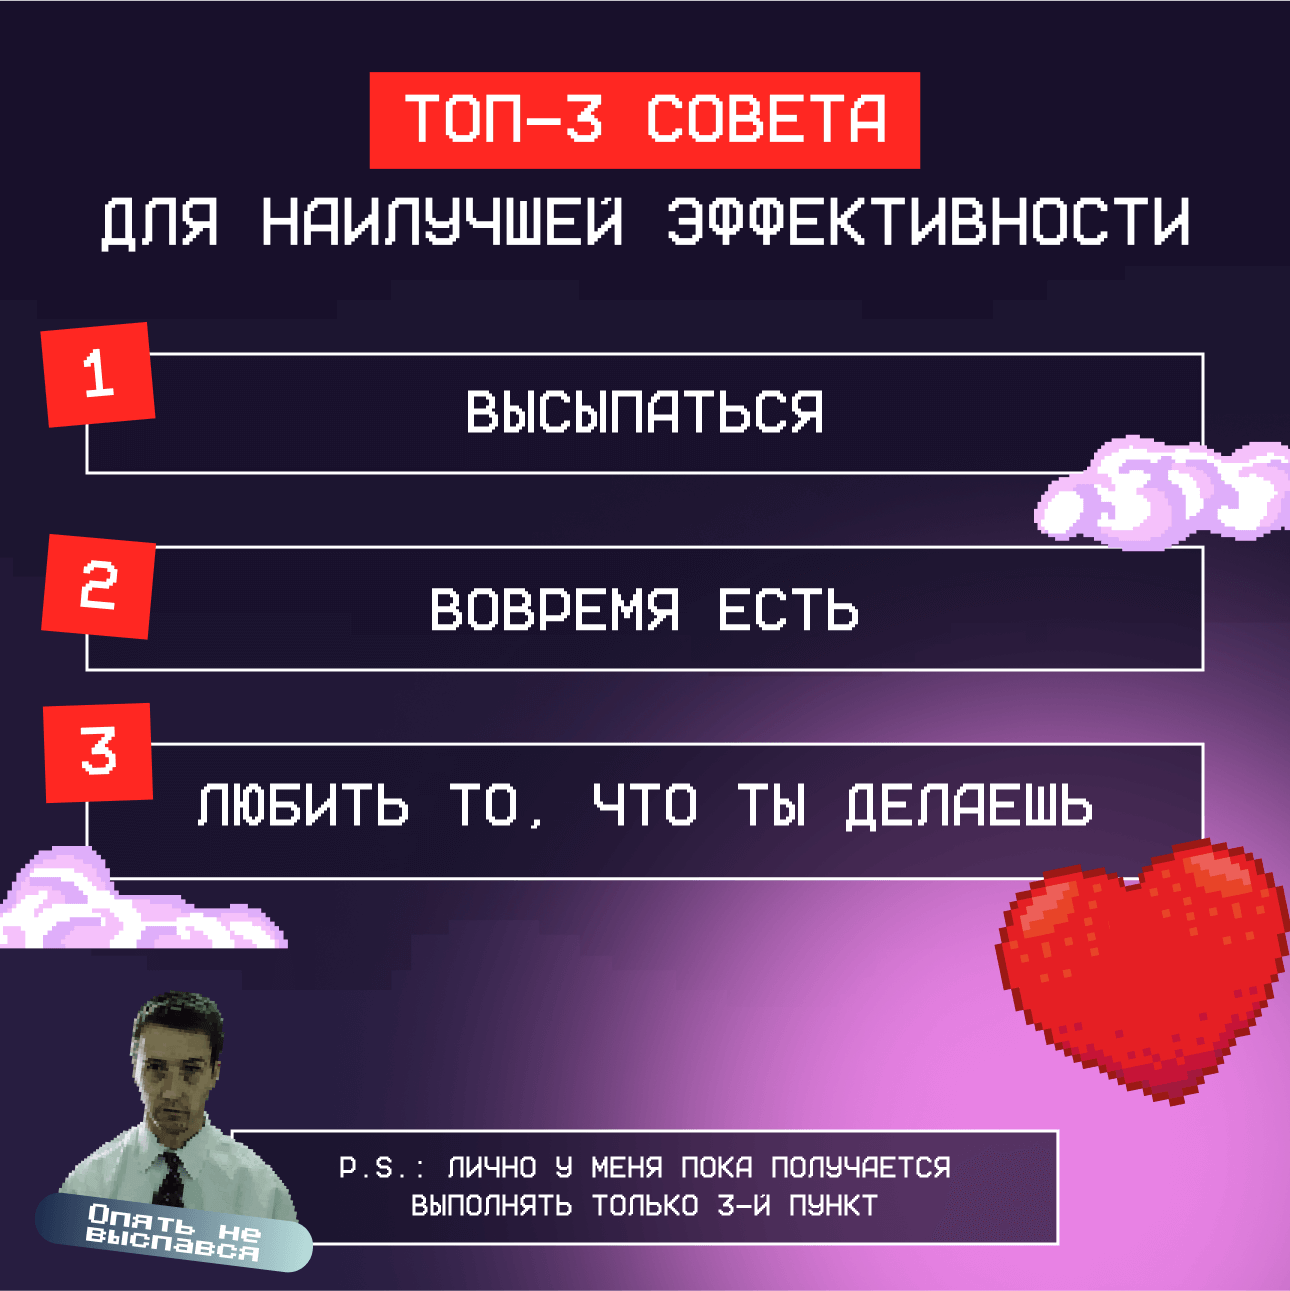 ТОП-3 СОВЕТА
ДЛЯ НАИЛУЧШЕЙ ЭФФЕКТИВНОСТИ
1
ВЫСЫПАТЬСЯ
2
ВОВРЕМЯ ЕСТЬ
3
ЛЮБИТЬ ТО, ЧТО ТЫ ДЕЛАЕШЬ
P.S.: ЛИЧНО У МЕНЯ ПОКА ПОЛУЧАЕТСЯ
ВЫПОЛНЯТЬ ТОЛЬКО 3-Й ПУНКТ
Опять не
выспався